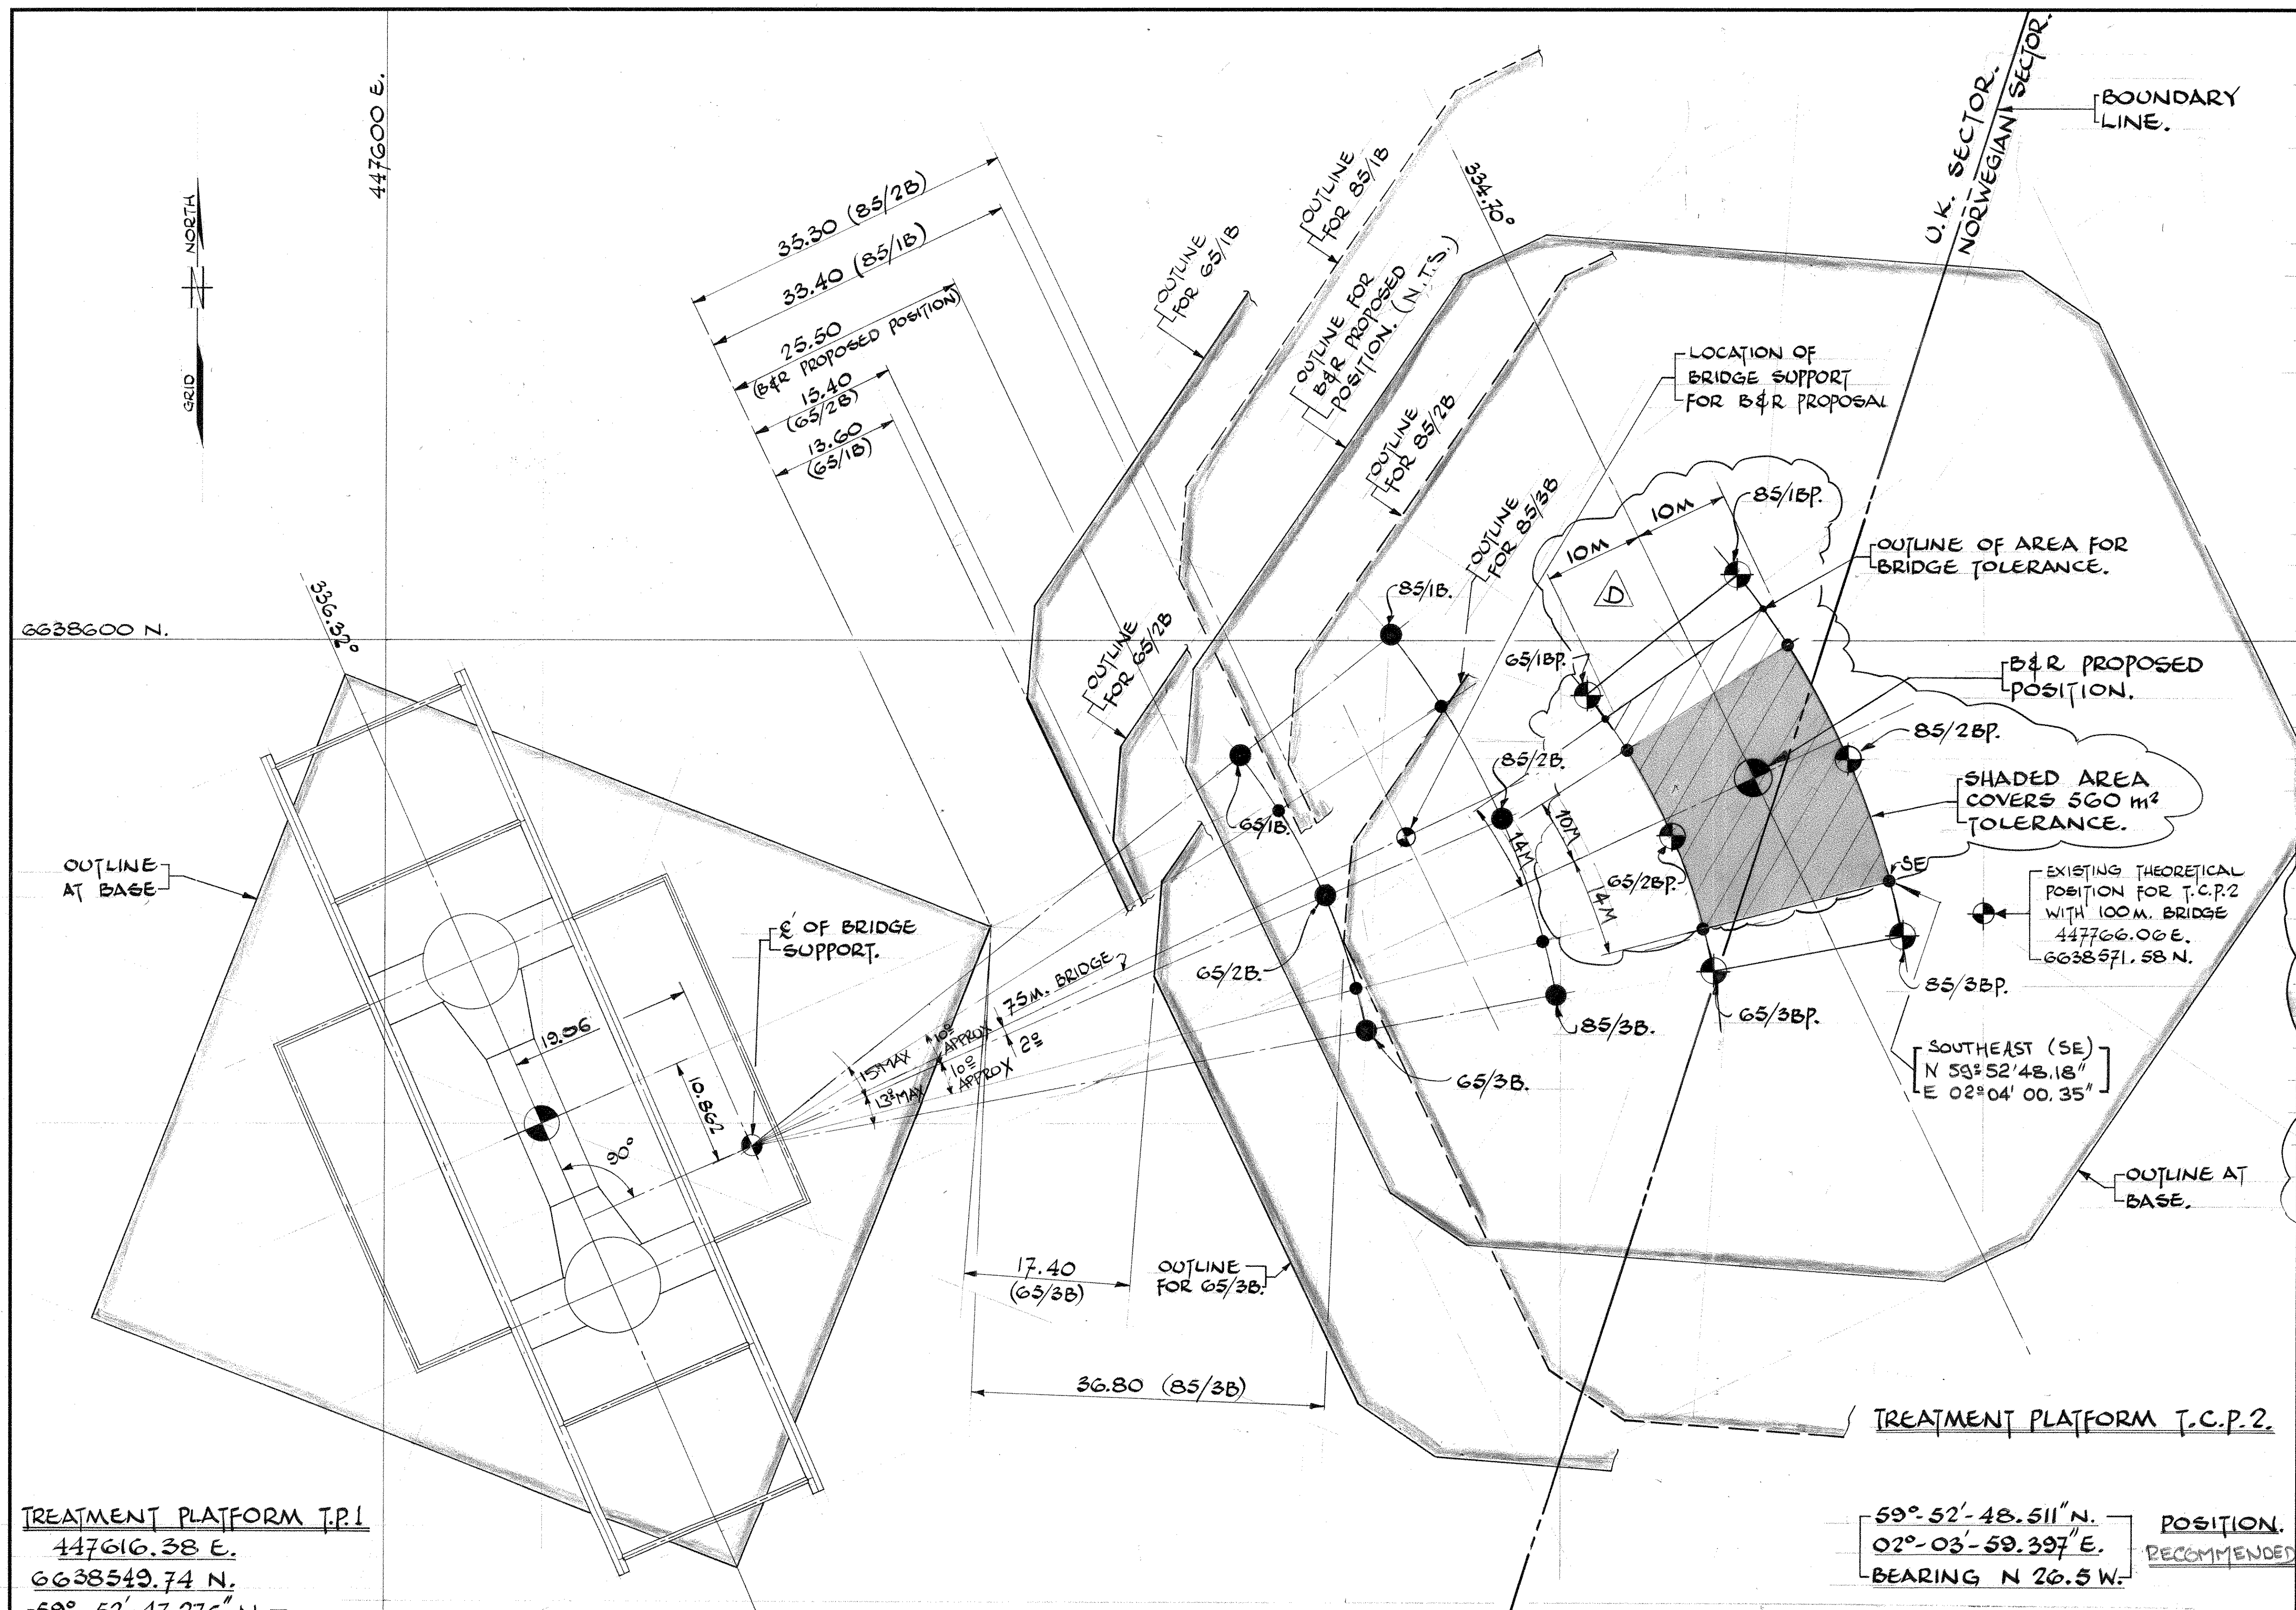 447600 E.
NORTH
GRID
6638600 N.
336.32°
35.30 (85/2B)
33.40 (85/1B)
25.50
(B&R PROPOSED POSITION)
15.40
(65/2B)
13.60
(65/1B)
OUTLINE
FOR 65/1B
OUTLINE
FOR 85/1B
OUTLINE FOR
B&R PROPOSED
POSITION. (N.T.S.)
OUTLINE
FOR 85/2B
OUTLINE
FOR 85/3B
OUTLINE
FOR 65/2B
334.70°
U.K. SECTOR.
NORWEGIAN SECTOR.
BOUNDARY
LINE.
LOCATION OF
BRIDGE SUPPORT
FOR B&R PROPOSAL
10M
10M
85/1BP.
D
OUTLINE OF AREA FOR
BRIDGE TOLERANCE.
85/1B.
65/1BP.
B&R PROPOSED
POSITION.
85/2BP.
85/2B.
SHADED AREA
COVERS 560 m²
TOLERANCE.
65/1B.
10M
14M
14M
65/2BP.
SE
EXISTING THEORETICAL
POSITION FOR T.C.P.2
WITH 100M. BRIDGE
447766.06E.
6638571.58 N.
OUTLINE
AT BASE
₵ OF BRIDGE
SUPPORT.
65/2B.
75M. BRIDGE
85/3BP.
65/3BP.
85/3B.
65/3B.
SOUTHEAST (SE)
N 59° 52' 48.18"
E 02° 04' 00.35"
19.06
10.862
90°
15° MAX
10° APPROX
2°
10° APPROX
13° MAX
OUTLINE AT
BASE.
17.40
(65/3B)
OUTLINE
FOR 65/3B.
36.80 (85/3B)
TREATMENT PLATFORM T.C.P.2.
TREATMENT PLATFORM T.P.1
447616.38 E.
6638549.74 N.
59°-52'-48.511" N.
02°-03'-59.397" E.
BEARING N 26.5 W.
POSITION.
RECOMMENDED